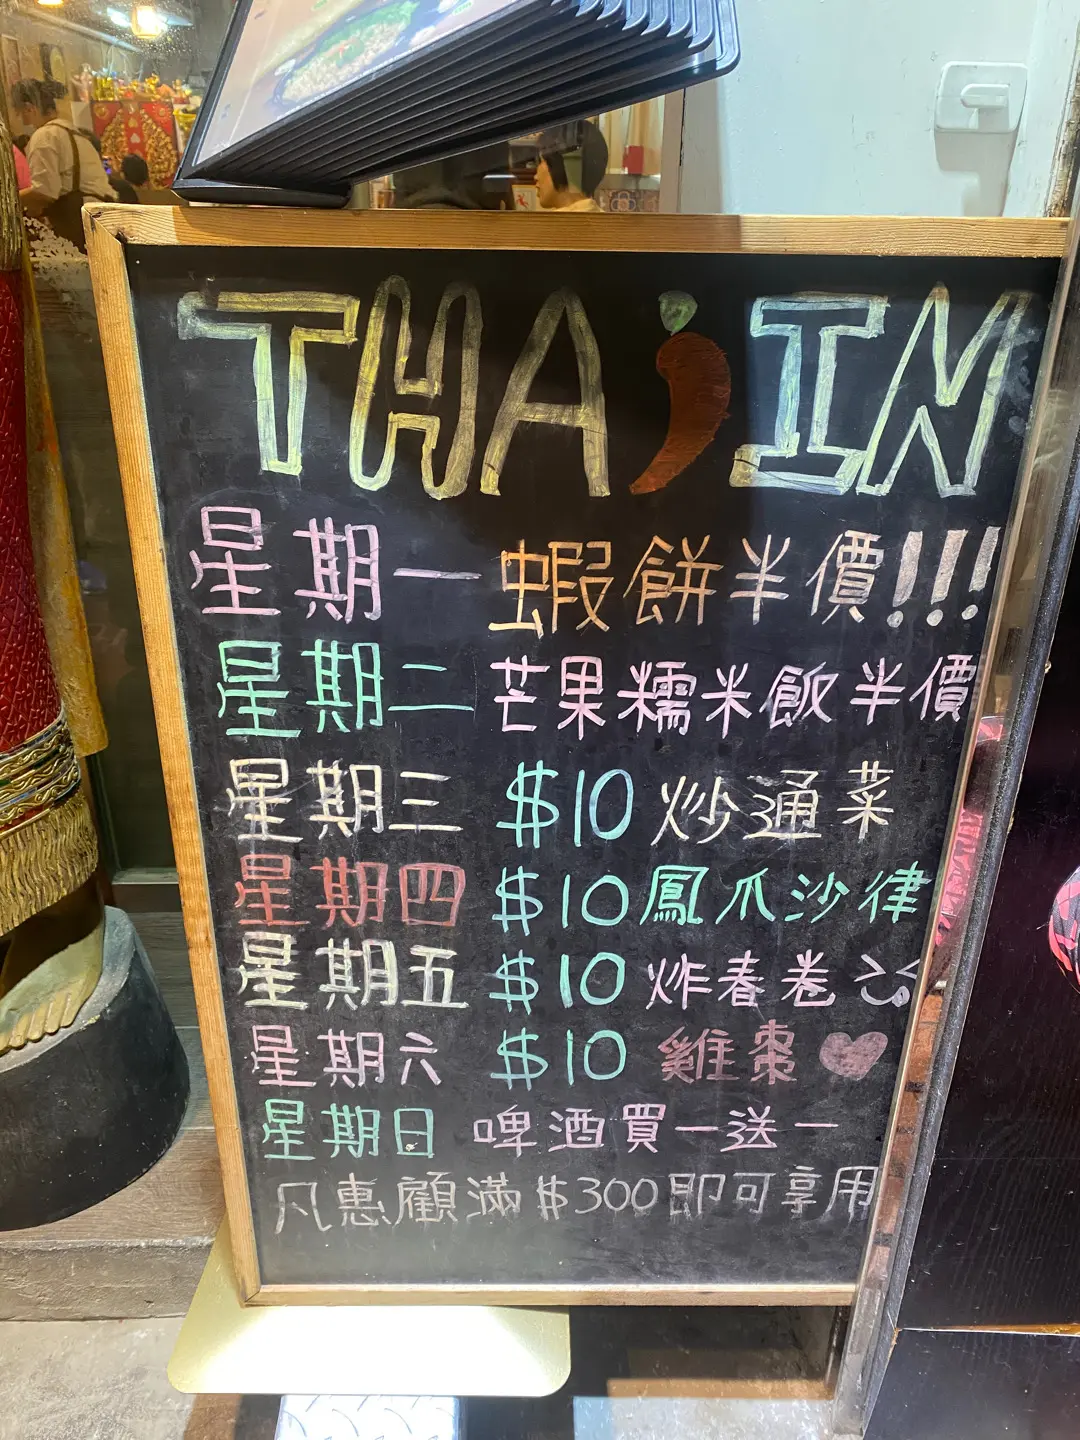 THA'IN
星期一 蝦餅半價!!!
星期二 芒果糯米飯半價
星期三 $10 炒通菜
星期四 $10 鳳爪沙律
星期五 $10 炸春卷
星期六 $10 雞棗
星期日 啤酒買一送一
凡惠顧滿$300即可享用